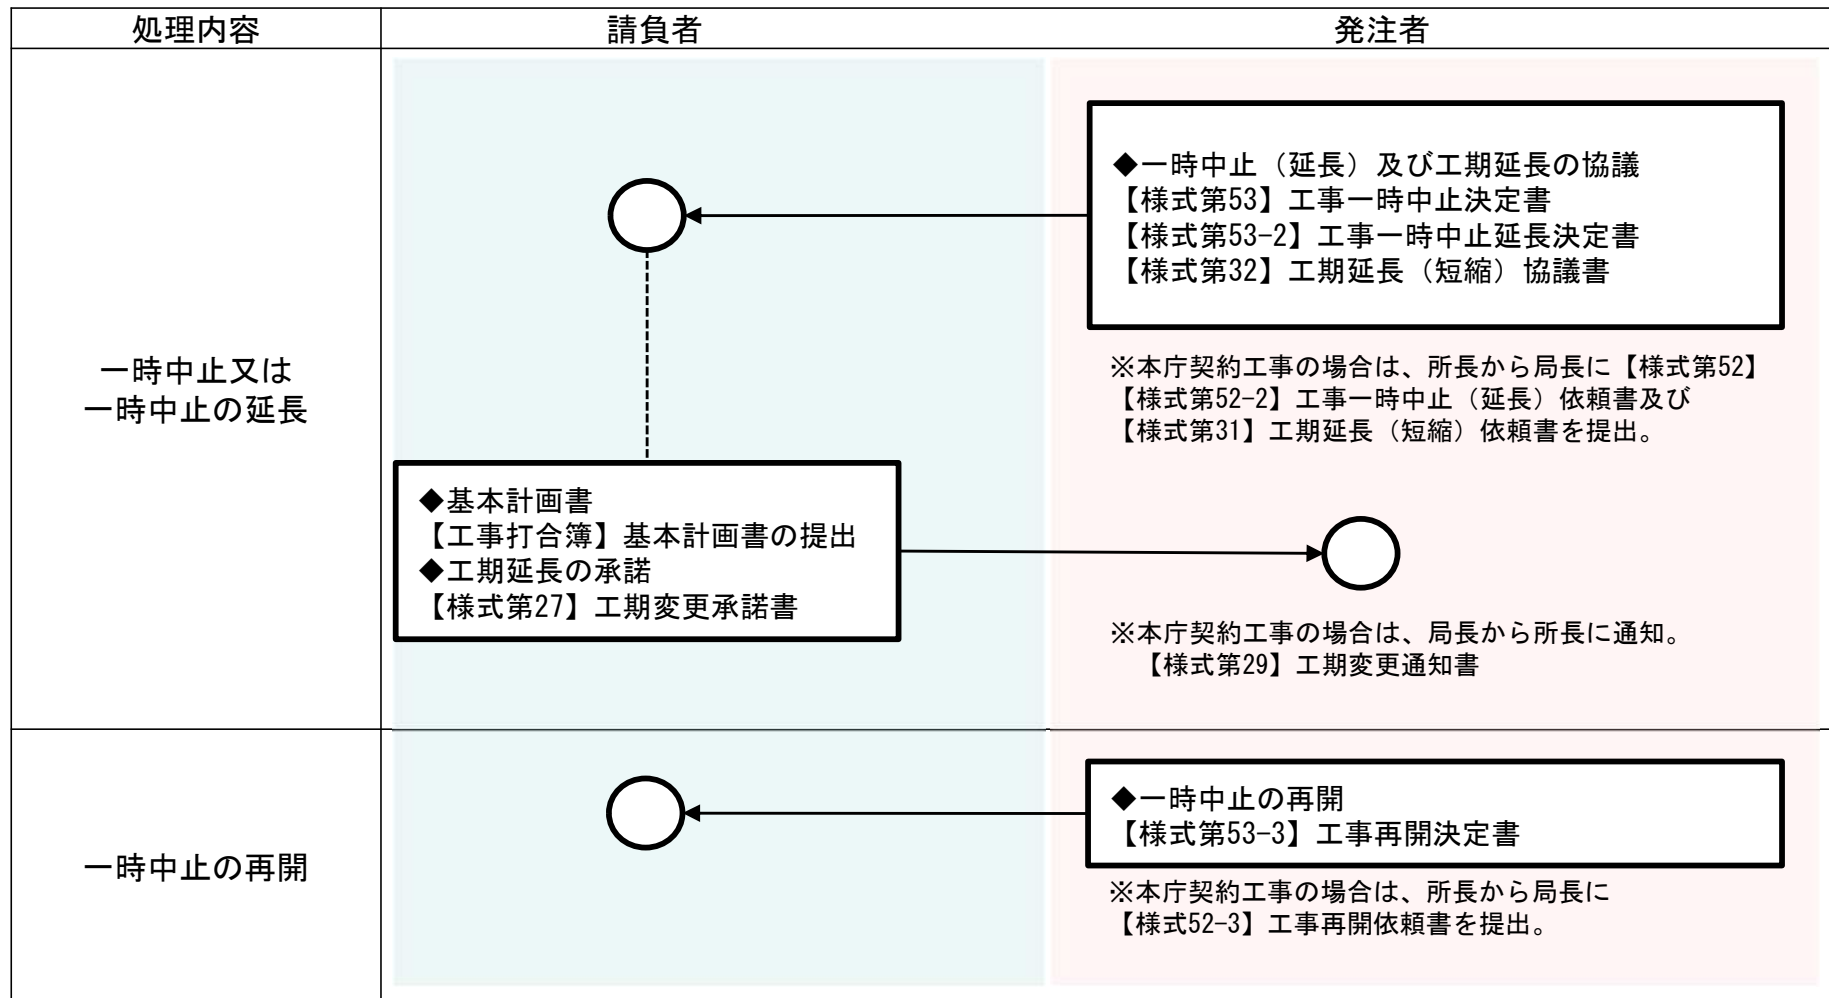 処理内容
請負者
発注者
一時中止又は
一時中止の延長
◆一時中止（延長）及び工期延長の協議
【様式第53】工事一時中止決定書
【様式第53-2】工事一時中止延長決定書
【様式第32】工期延長（短縮）協議書
※本庁契約工事の場合は、所長から局長に【様式第52】
【様式第52-2】工事一時中止（延長）依頼書及び
【様式第31】工期延長（短縮）依頼書を提出。
◆基本計画書
【工事打合簿】基本計画書の提出
◆工期延長の承諾
【様式第27】工期変更承諾書
※本庁契約工事の場合は、局長から所長に通知。
【様式第29】工期変更通知書
一時中止の再開
◆一時中止の再開
【様式第53-3】工事再開決定書
※本庁契約工事の場合は、所長から局長に
【様式52-3】工事再開依頼書を提出。